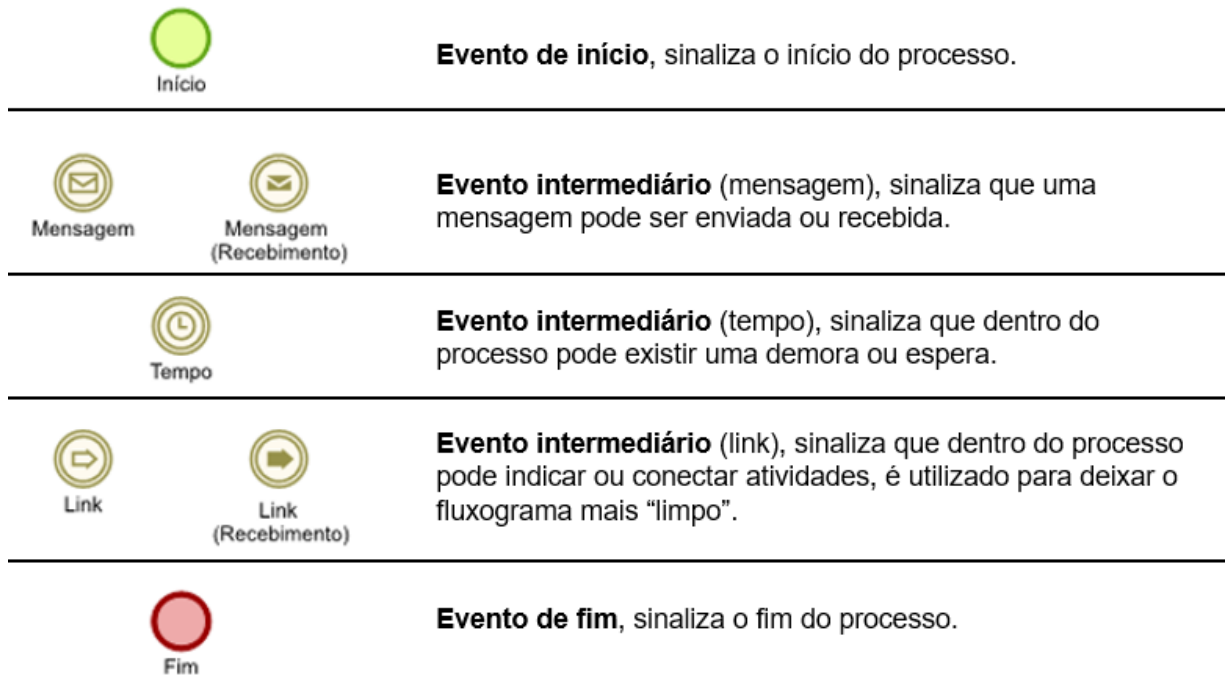 Início
Evento de início, sinaliza o início do processo.
Mensagem
Mensagem
(Recebimento)
Evento intermediário (mensagem), sinaliza que uma
mensagem pode ser enviada ou recebida.
Tempo
Evento intermediário (tempo), sinaliza que dentro do
processo pode existir uma demora ou espera.
Link
Link
(Recebimento)
Evento intermediário (link), sinaliza que dentro do processo
pode indicar ou conectar atividades, é utilizado para deixar o
fluxograma mais “limpo”.
Fim
Evento de fim, sinaliza o fim do processo.